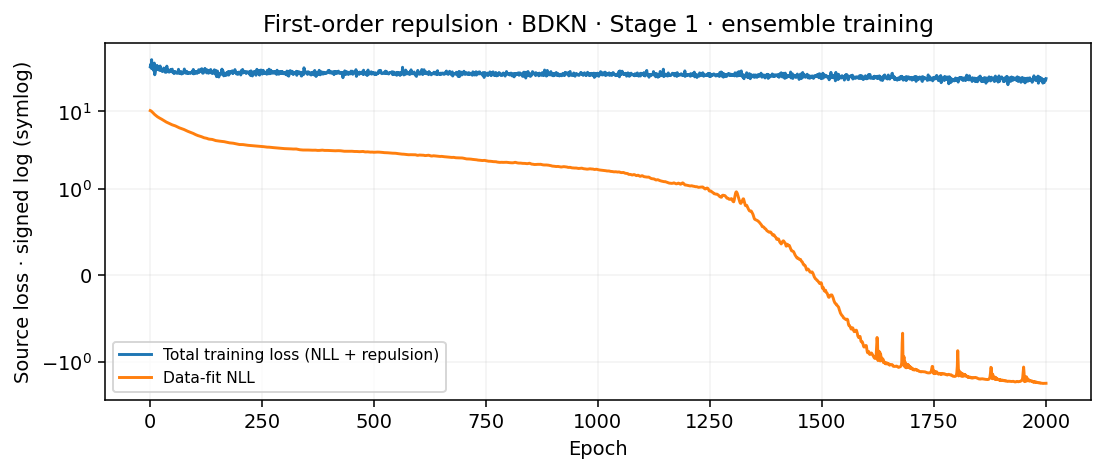 First-order repulsion · BDKN · Stage 1 · ensemble training
Source loss · signed log (symlog)
10¹
10⁰
0
−10⁰
Total training loss (NLL + repulsion)
Data-fit NLL
0 250 500 750 1000 1250 1500 1750 2000
Epoch